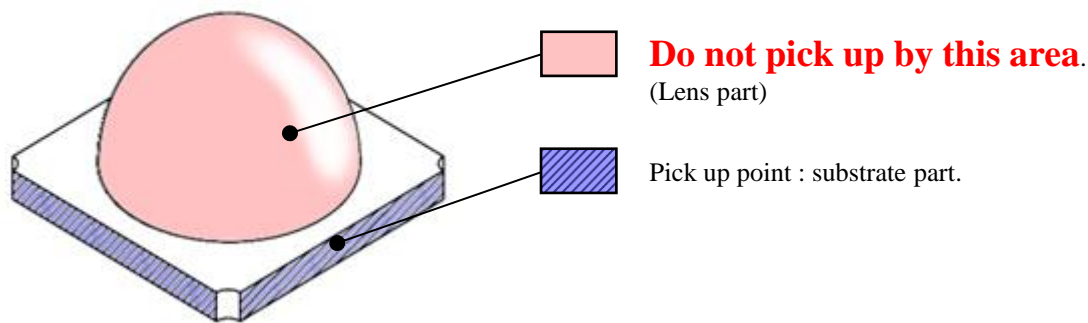 Do not pick up by this area.
(Lens part)
Pick up point : substrate part.